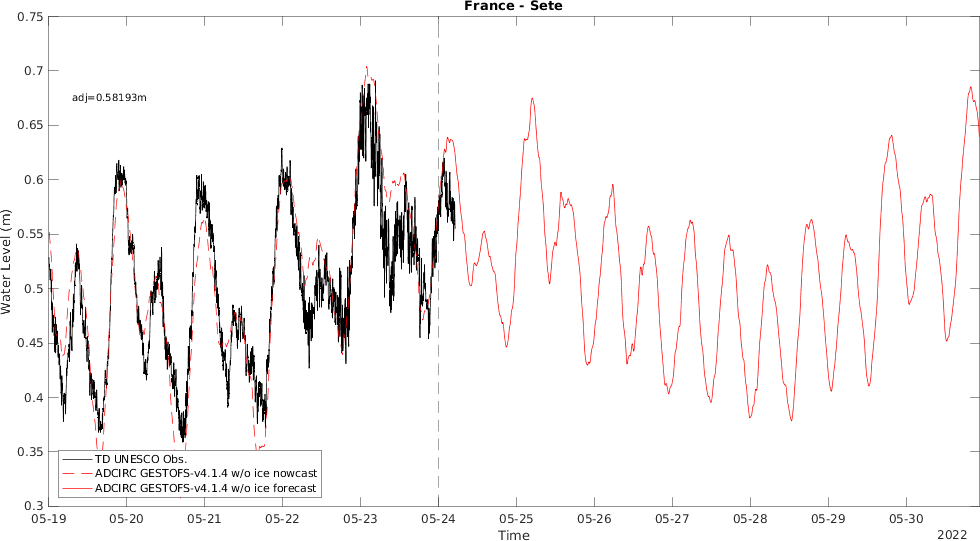 France - Sete
0.75
0.7
0.65
0.6
0.55
0.5
0.45
0.4
0.35
0.3
Water Level (m)
adj=0.58193m
TD UNESCO Obs.
ADCIRC GESTOFS-v4.1.4 w/o ice nowcast
ADCIRC GESTOFS-v4.1.4 w/o ice forecast
05-19 05-20 05-21 05-22 05-23 05-24 05-25 05-26 05-27 05-28 05-29 05-30
Time
2022